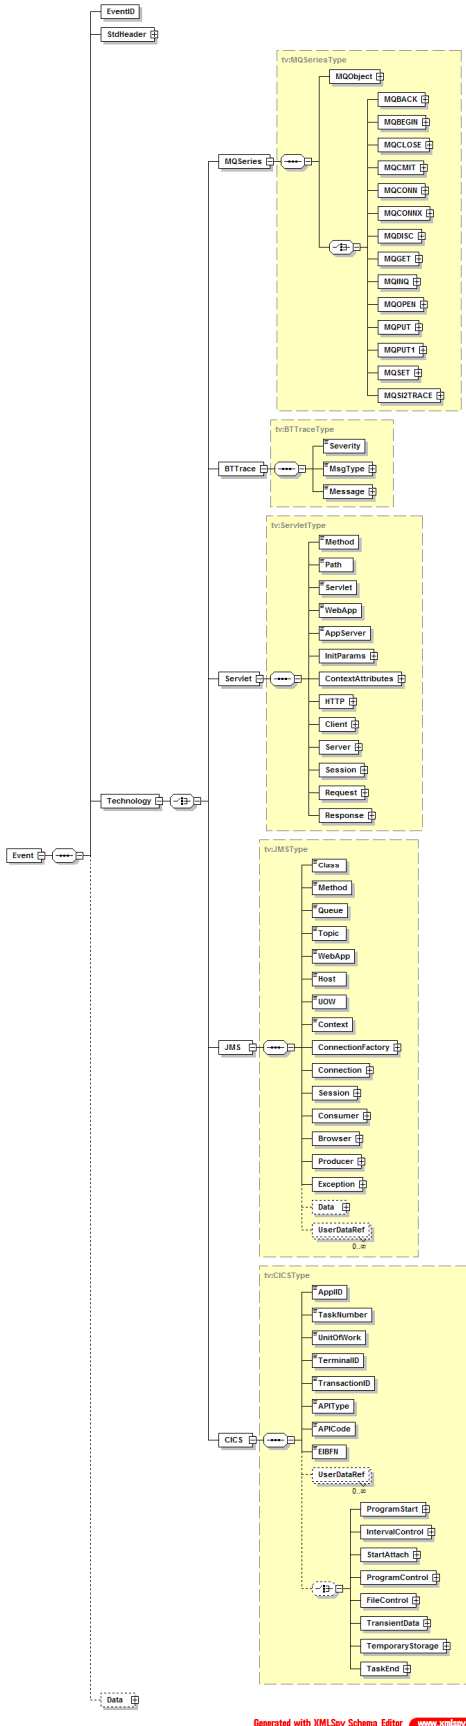 EventID
StdHeader
tv:MQSeriesType
MQObject
MQBACK
MQBEGIN
MQCLOSE
MQCMIT
MQSeries
MQCONN
MQCONNX
MQDISC
MQGET
MQINQ
MQOPEN
MQPUT
MQPUT1
MQSET
MQSI2TRACE
tv:BTTraceType
Severity
BTTrace
MsgType
Message
tv:ServletType
Method
Path
Servlet
WebApp
AppServer
InitParams
Servlet
ContextAttributes
HTTP
Client
Server
Session
Request
Technology
Response
tv:JMSType
Event
Class
Method
Queue
Topic
WebApp
Host
UOW
Context
JMS
ConnectionFactory
Connection
Session
Consumer
Browser
Producer
Exception
Data
UserDataRef
0..∞
tv:CICSType
ApplID
TaskNumber
UnitOfWork
TerminalID
TransactionID
APIType
APICode
CICS
EIBFN
UserDataRef
0..∞
ProgramStart
IntervalControl
StartAttach
ProgramControl
FileControl
TransientData
TemporaryStorage
TaskEnd
Data
Generated with XMLSpy Schema Editor www.xmlspy